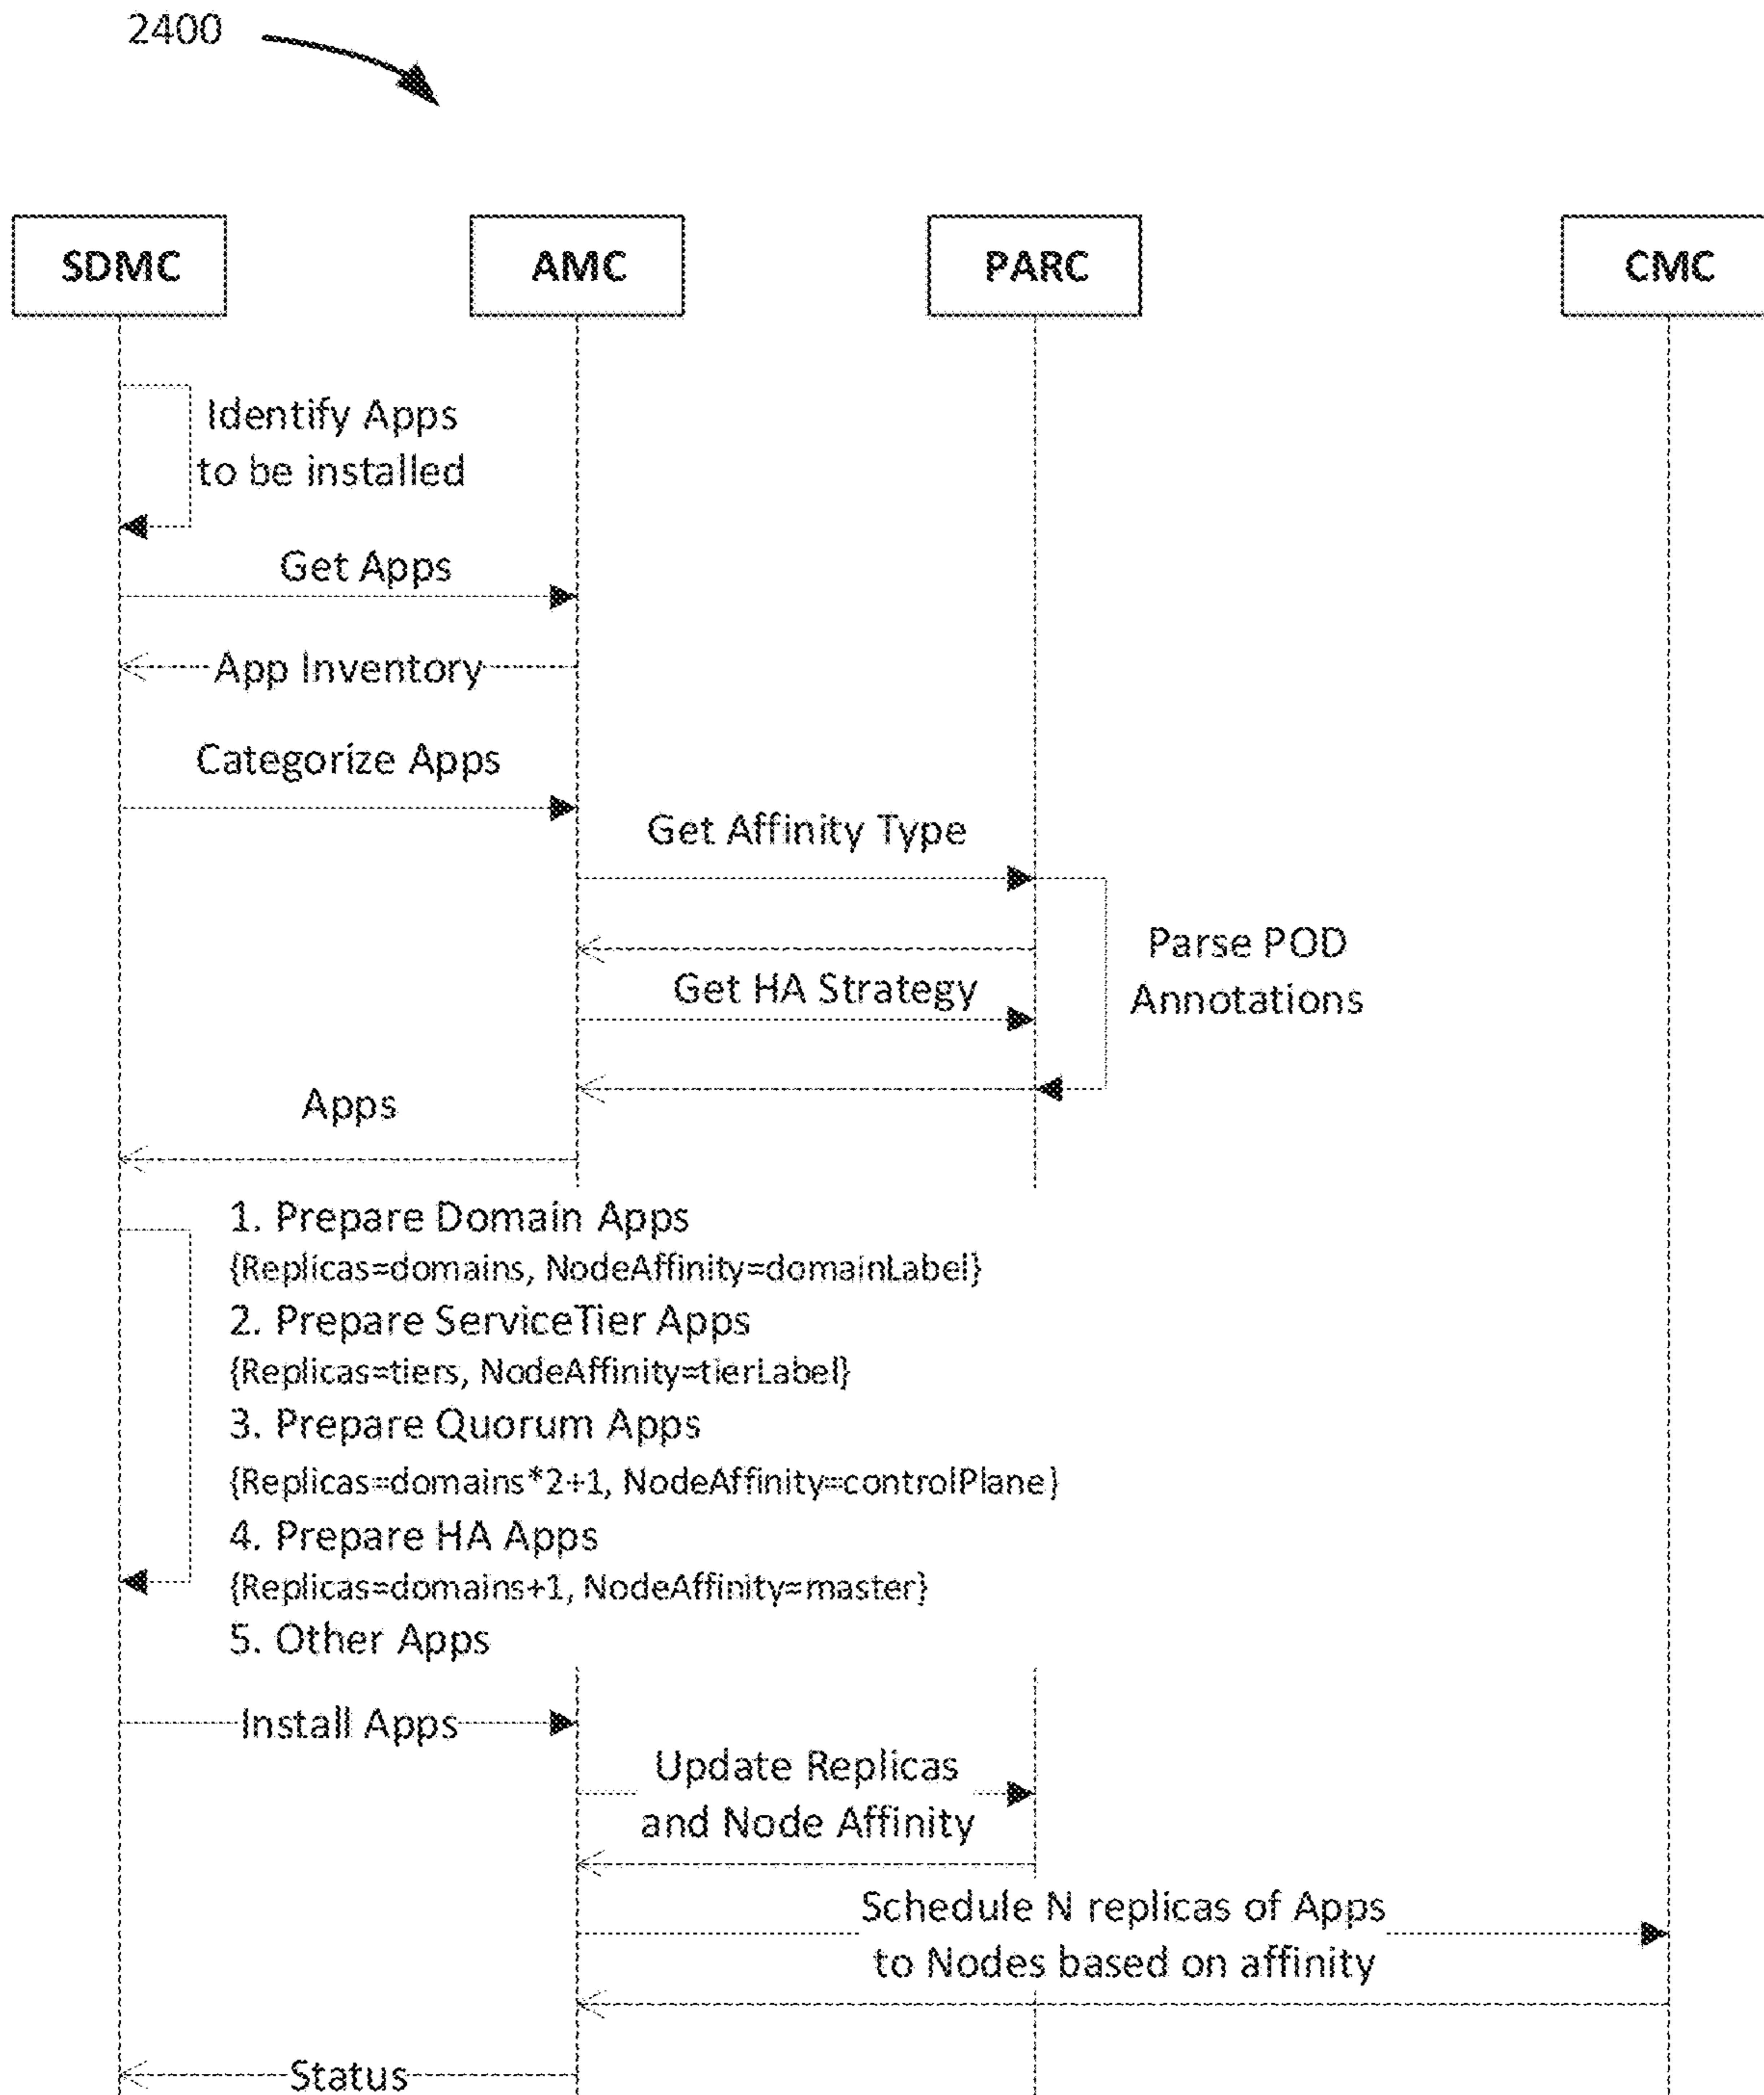 2400
SDMC
AMC
PARC
CMC
Identify Apps
to be installed
Get Apps
App Inventory
Categorize Apps
Get Affinity Type
Parse POD
Annotations
Get HA Strategy
Apps
1. Prepare Domain Apps
{Replicas=domains, NodeAffinity=domainLabel}
2. Prepare ServiceTier Apps
{Replicas=tiers, NodeAffinity=tierLabel}
3. Prepare Quorum Apps
{Replicas=domains*2+1, NodeAffinity=controlPlane}
4. Prepare HA Apps
{Replicas=domains+1, NodeAffinity=master}
5. Other Apps
Install Apps
Update Replicas
and Node Affinity
Schedule N replicas of Apps
to Nodes based on affinity
Status